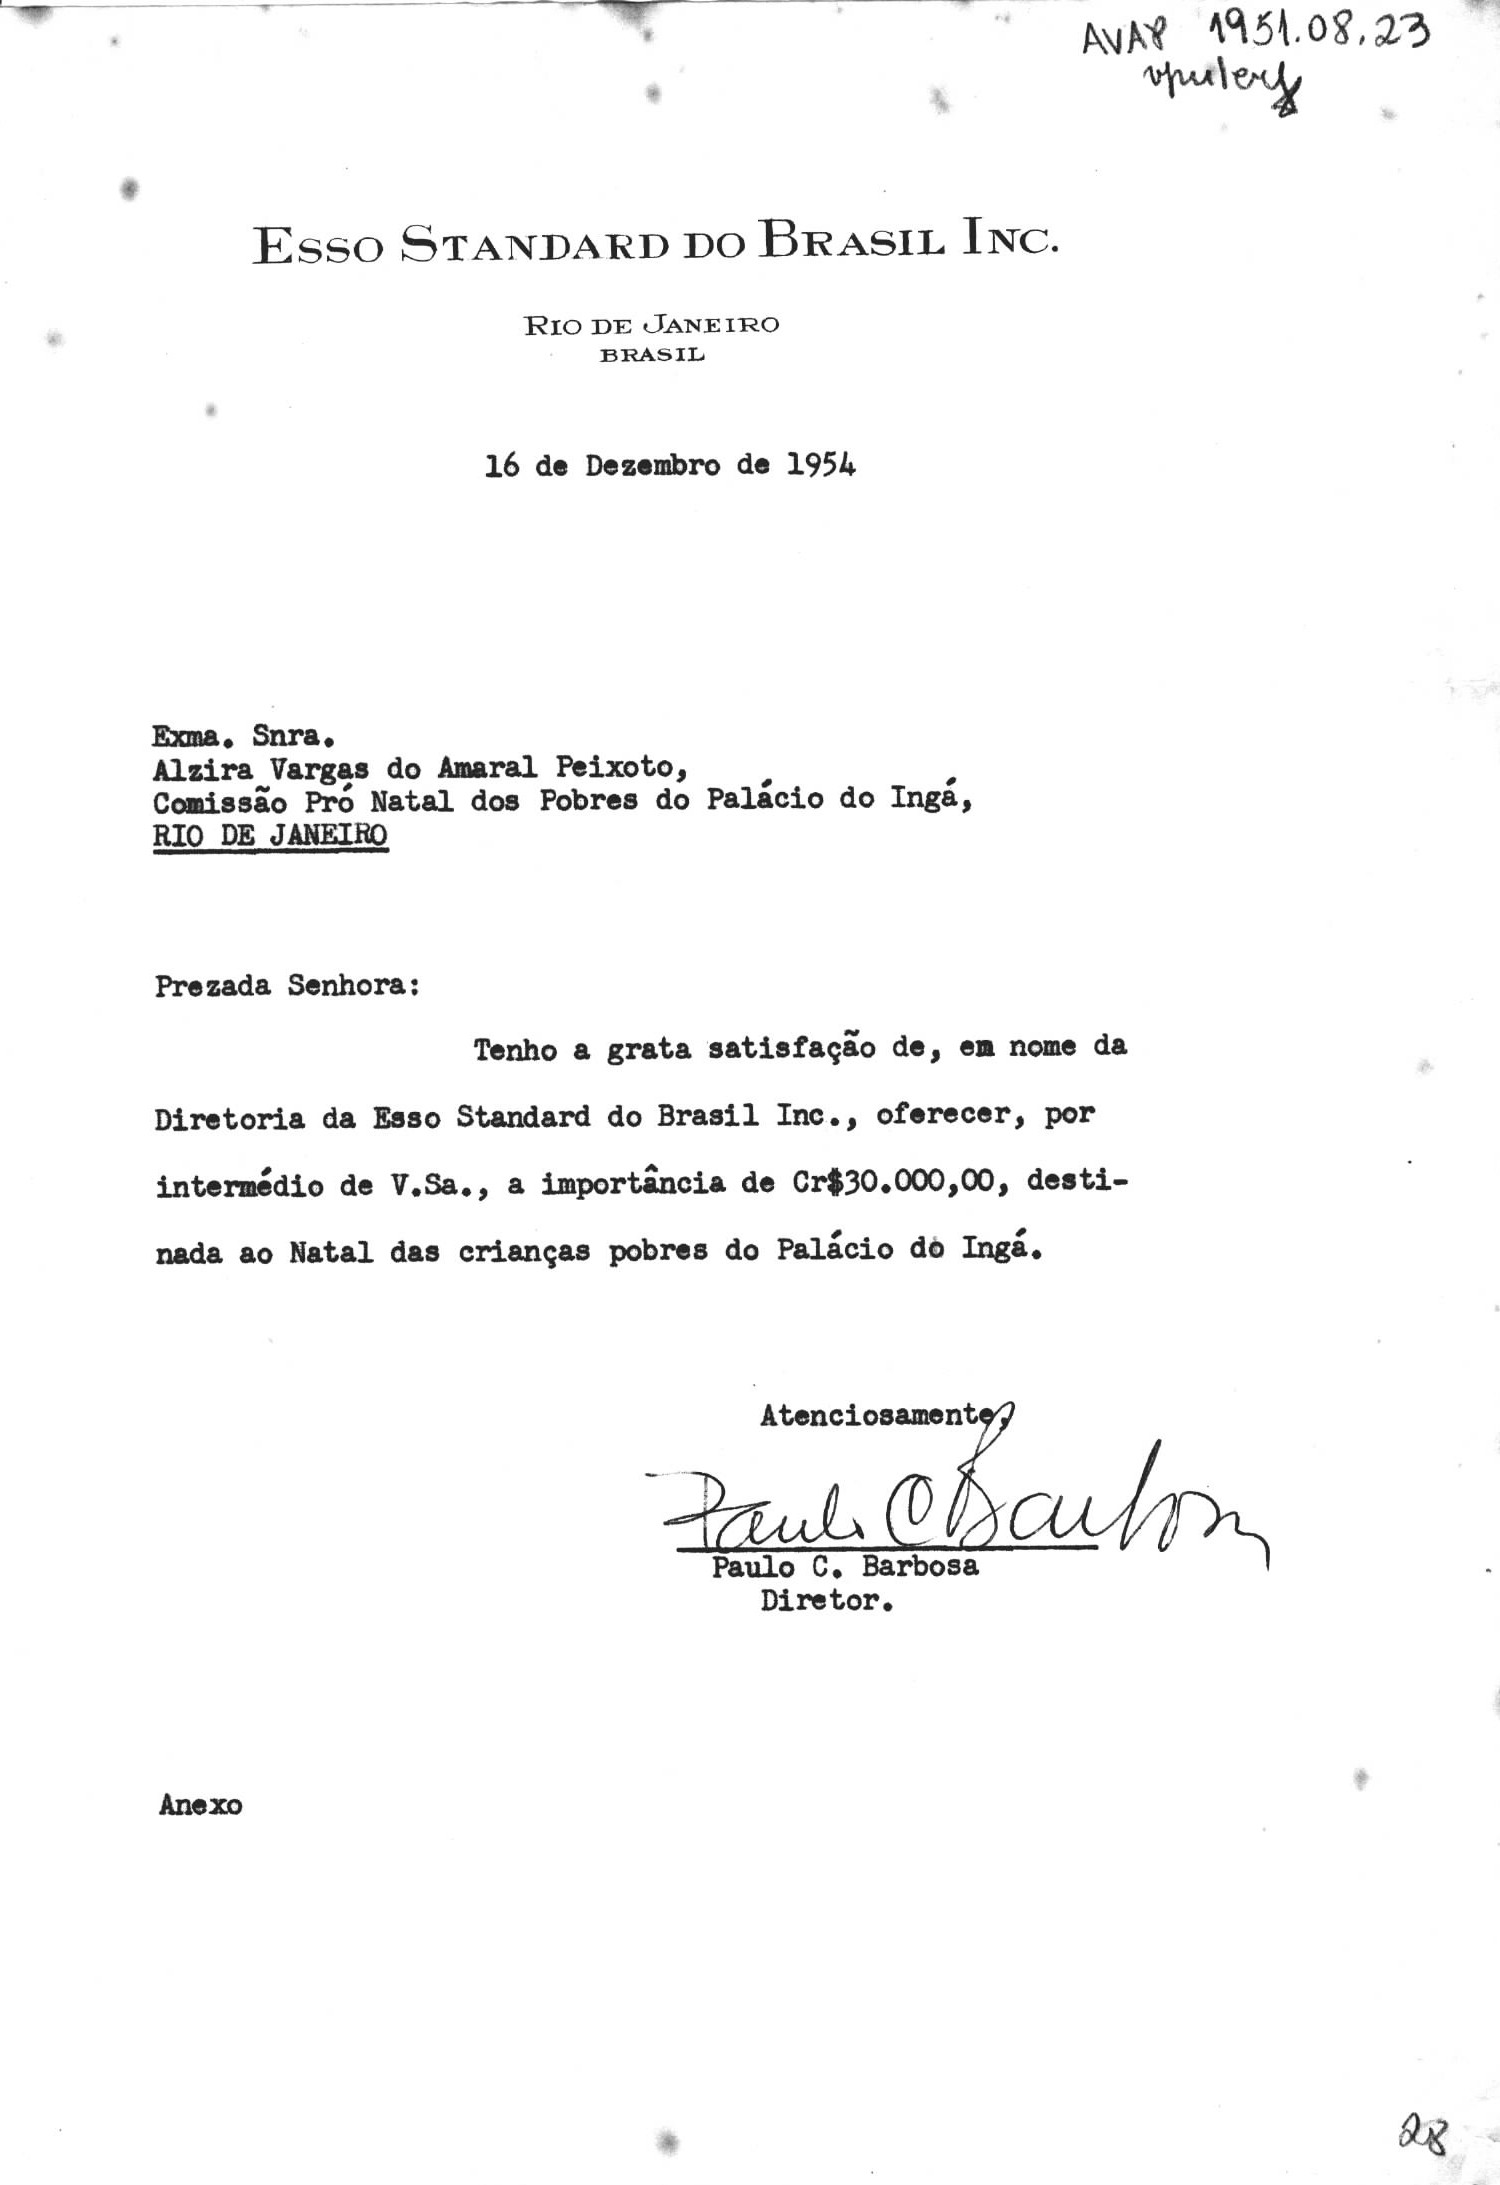 AVAP 1951.08.23
ESSO STANDARD DO BRASIL INC.
RIO DE JANEIRO
BRASIL
16 de Dezembro de 1954
Exma. Snra.
Alzira Vargas do Amaral Peixoto,
Comissão Pró Natal dos Pobres do Palácio do Ingá,
RIO DE JANEIRO
Prezada Senhora:
Tenho a grata satisfação de, em nome da
Diretoria da Esso Standard do Brasil Inc., oferecer, por
intermédio de V.Sa., a importância de Cr$30.000,00, desti-
nada ao Natal das crianças pobres do Palácio do Ingá.
Atenciosamente,
Paulo C Barbosa
Paulo C. Barbosa
Diretor.
Anexo
28